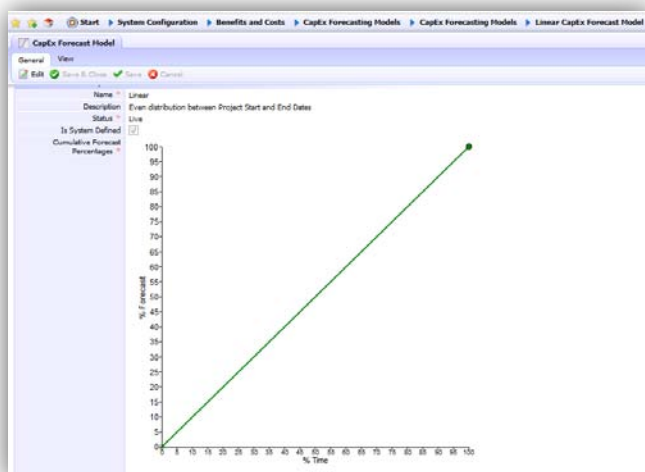 Start System Configuration Benefits and Costs CapEx Forecasting Models CapEx Forecasting Models Linear CapEx Forecast Model
CapEx Forecast Model
General View
Edit Save & Close Save Cancel
Name * Linear
Description Even distribution between Project Start and End Dates
Status * Live
Is System Defined
Cumulative Forecast
Percentages *
100
95
90
85
80
75
70
65
60
55
50
45
40
35
30
25
20
15
10
5
0
% Forecast
0 5 10 15 20 25 30 35 40 45 50 55 60 65 70 75 80 85 90 95 100
% Time